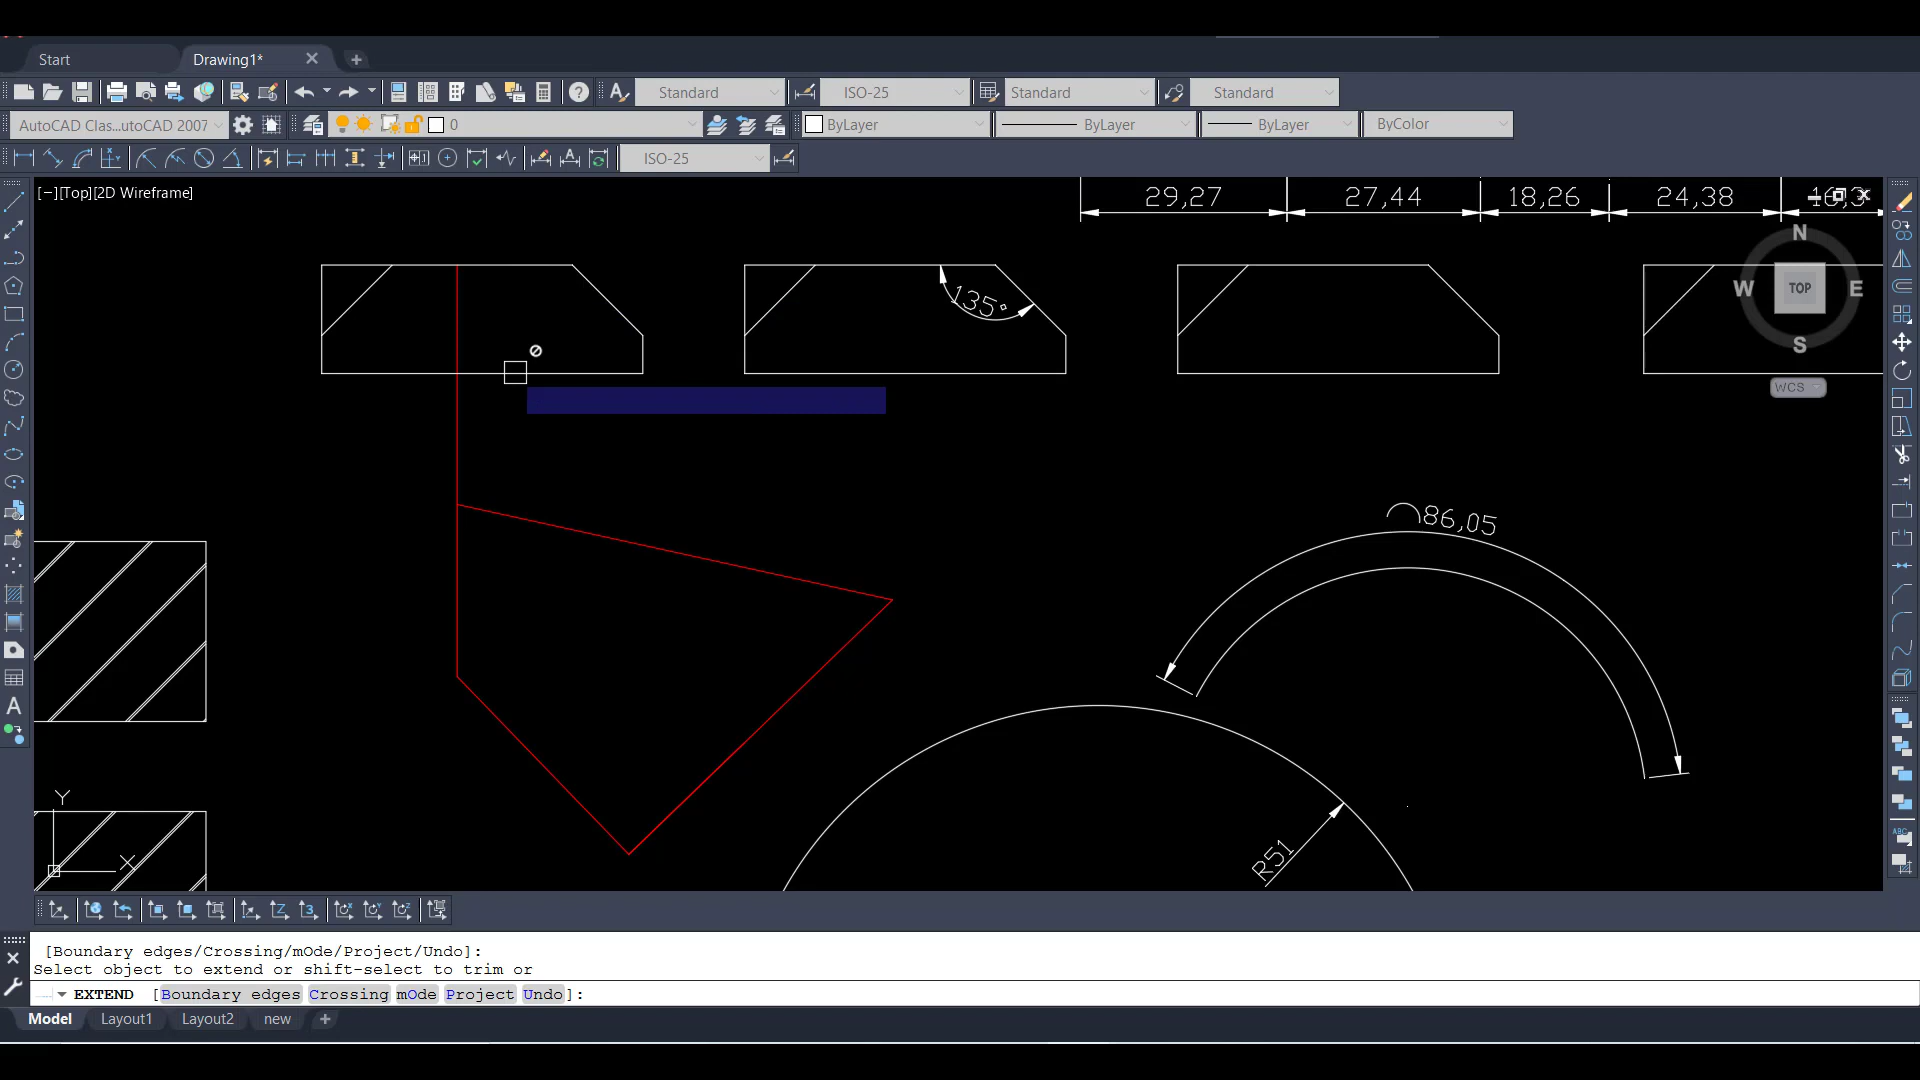 Start
Drawing1*
Standard
ISO-25
Standard
Standard
AutoCAD Clas...utoCAD 2007
0
ByLayer
ByLayer
ByLayer
ByColor
ISO-25
[−][Top][2D Wireframe]
29,27
27,44
18,26
24,38
N
W
TOP
E
S
WCS
135°
86,05
R51
Y
X
[Boundary edges/Crossing/mOde/Project/Undo]:
Select object to extend or shift-select to trim or
EXTEND [Boundary edges Crossing mOde Project Undo]:
Model
Layout1
Layout2
new